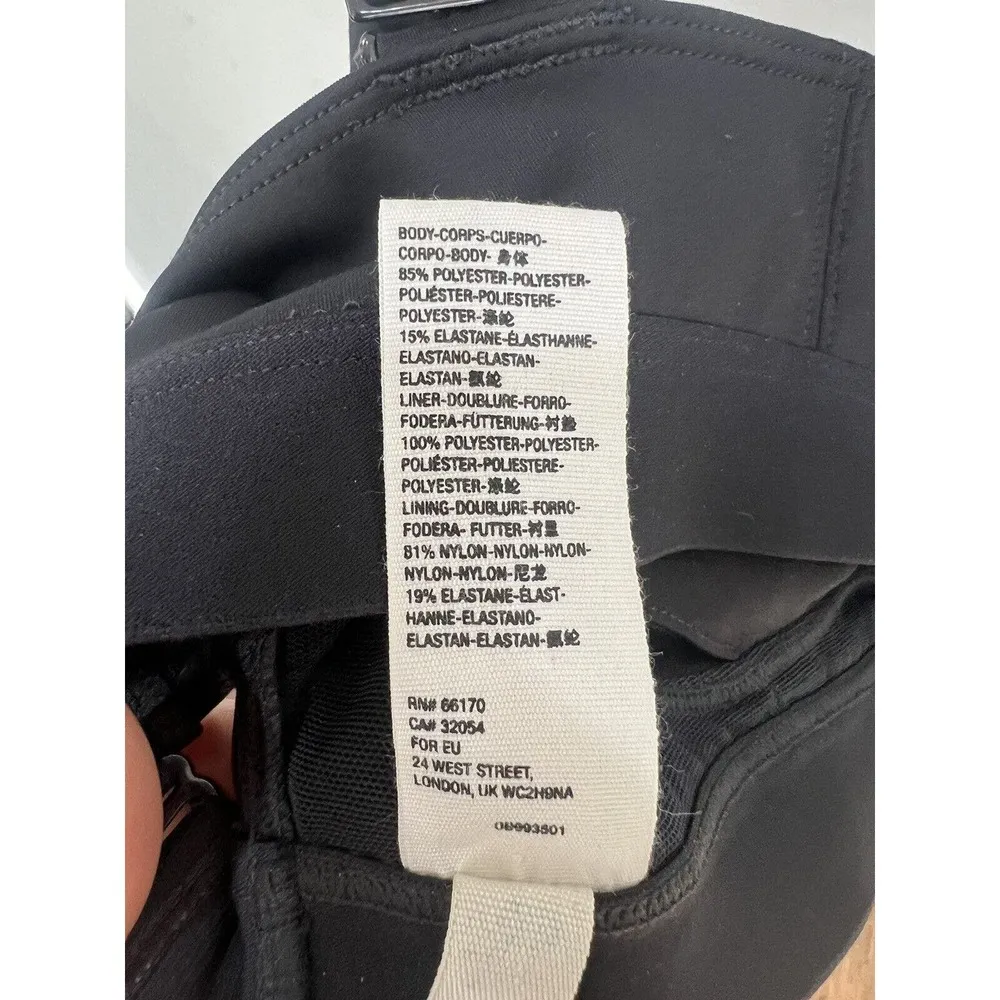 BODY-CORPS-CUERPO-
CORPO-BODY- 身体
85% POLYESTER-POLYESTER-
POLIÉSTER-POLIESTERE-
POLYESTER-涤纶
15% ELASTANE-ÉLASTHANNE-
ELASTANO-ELASTAN-
ELASTAN-氨纶
LINER-DOUBLURE-FORRO-
FODERA-FÜTTERUNG-衬垫
100% POLYESTER-POLYESTER-
POLIÉSTER-POLIESTERE-
POLYESTER-涤纶
LINING-DOUBLURE-FORRO-
FODERA- FUTTER-衬里
81% NYLON-NYLON-NYLON-
NYLON-NYLON-尼龙
19% ELASTANE-ÉLAST-
HANNE-ELASTANO-
ELASTAN-ELASTAN-氨纶
RN# 66170
CA# 32054
FOR EU
24 WEST STREET,
LONDON, UK WC2H9NA